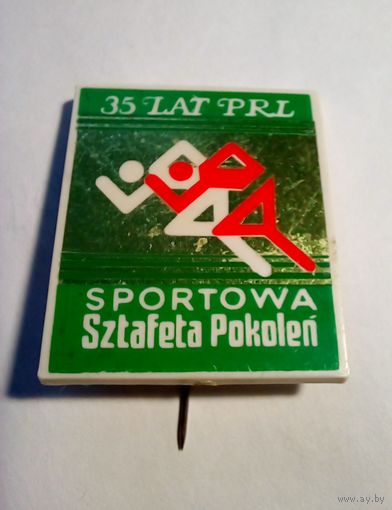 35 LAT PRL
SPORTOWA
Sztafeta Pokoleń
www.ay.by